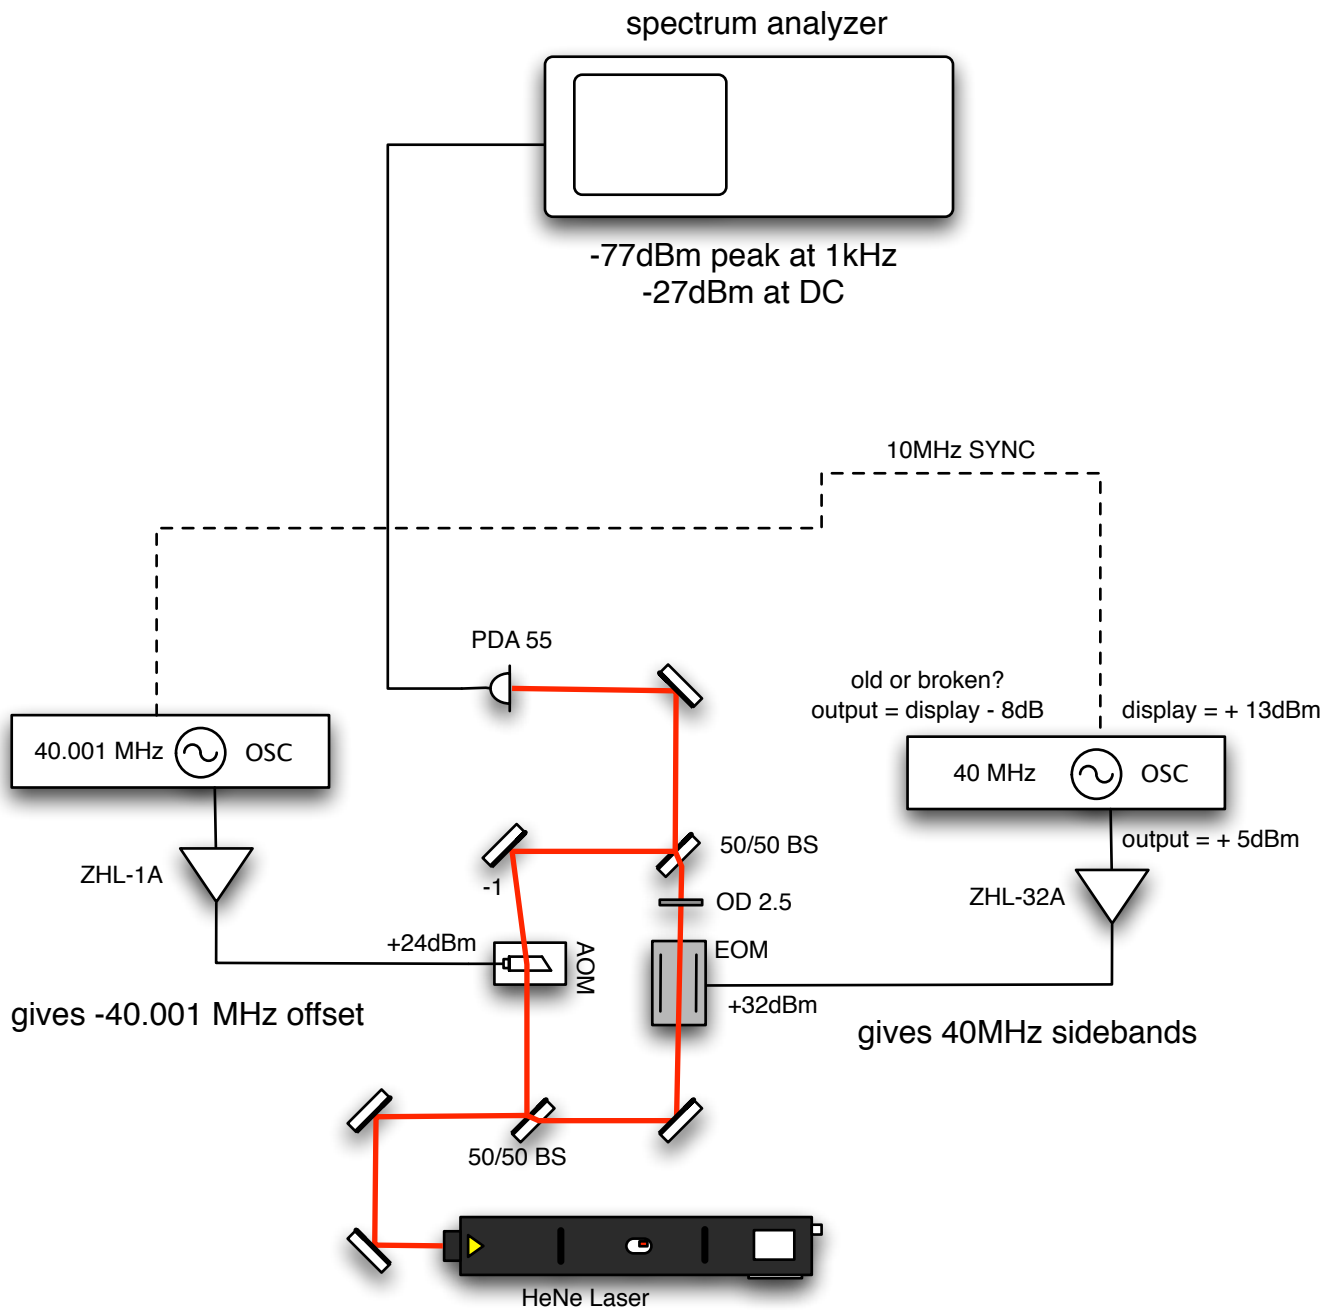 spectrum analyzer
-77dBm peak at 1kHz
-27dBm at DC
10MHz SYNC
PDA 55
old or broken?
output = display - 8dB
display = + 13dBm
40.001 MHz
OSC
40 MHz
OSC
output = + 5dBm
50/50 BS
ZHL-1A
-1
OD 2.5
ZHL-32A
+24dBm
AOM
EOM
+32dBm
gives -40.001 MHz offset
gives 40MHz sidebands
50/50 BS
HeNe Laser